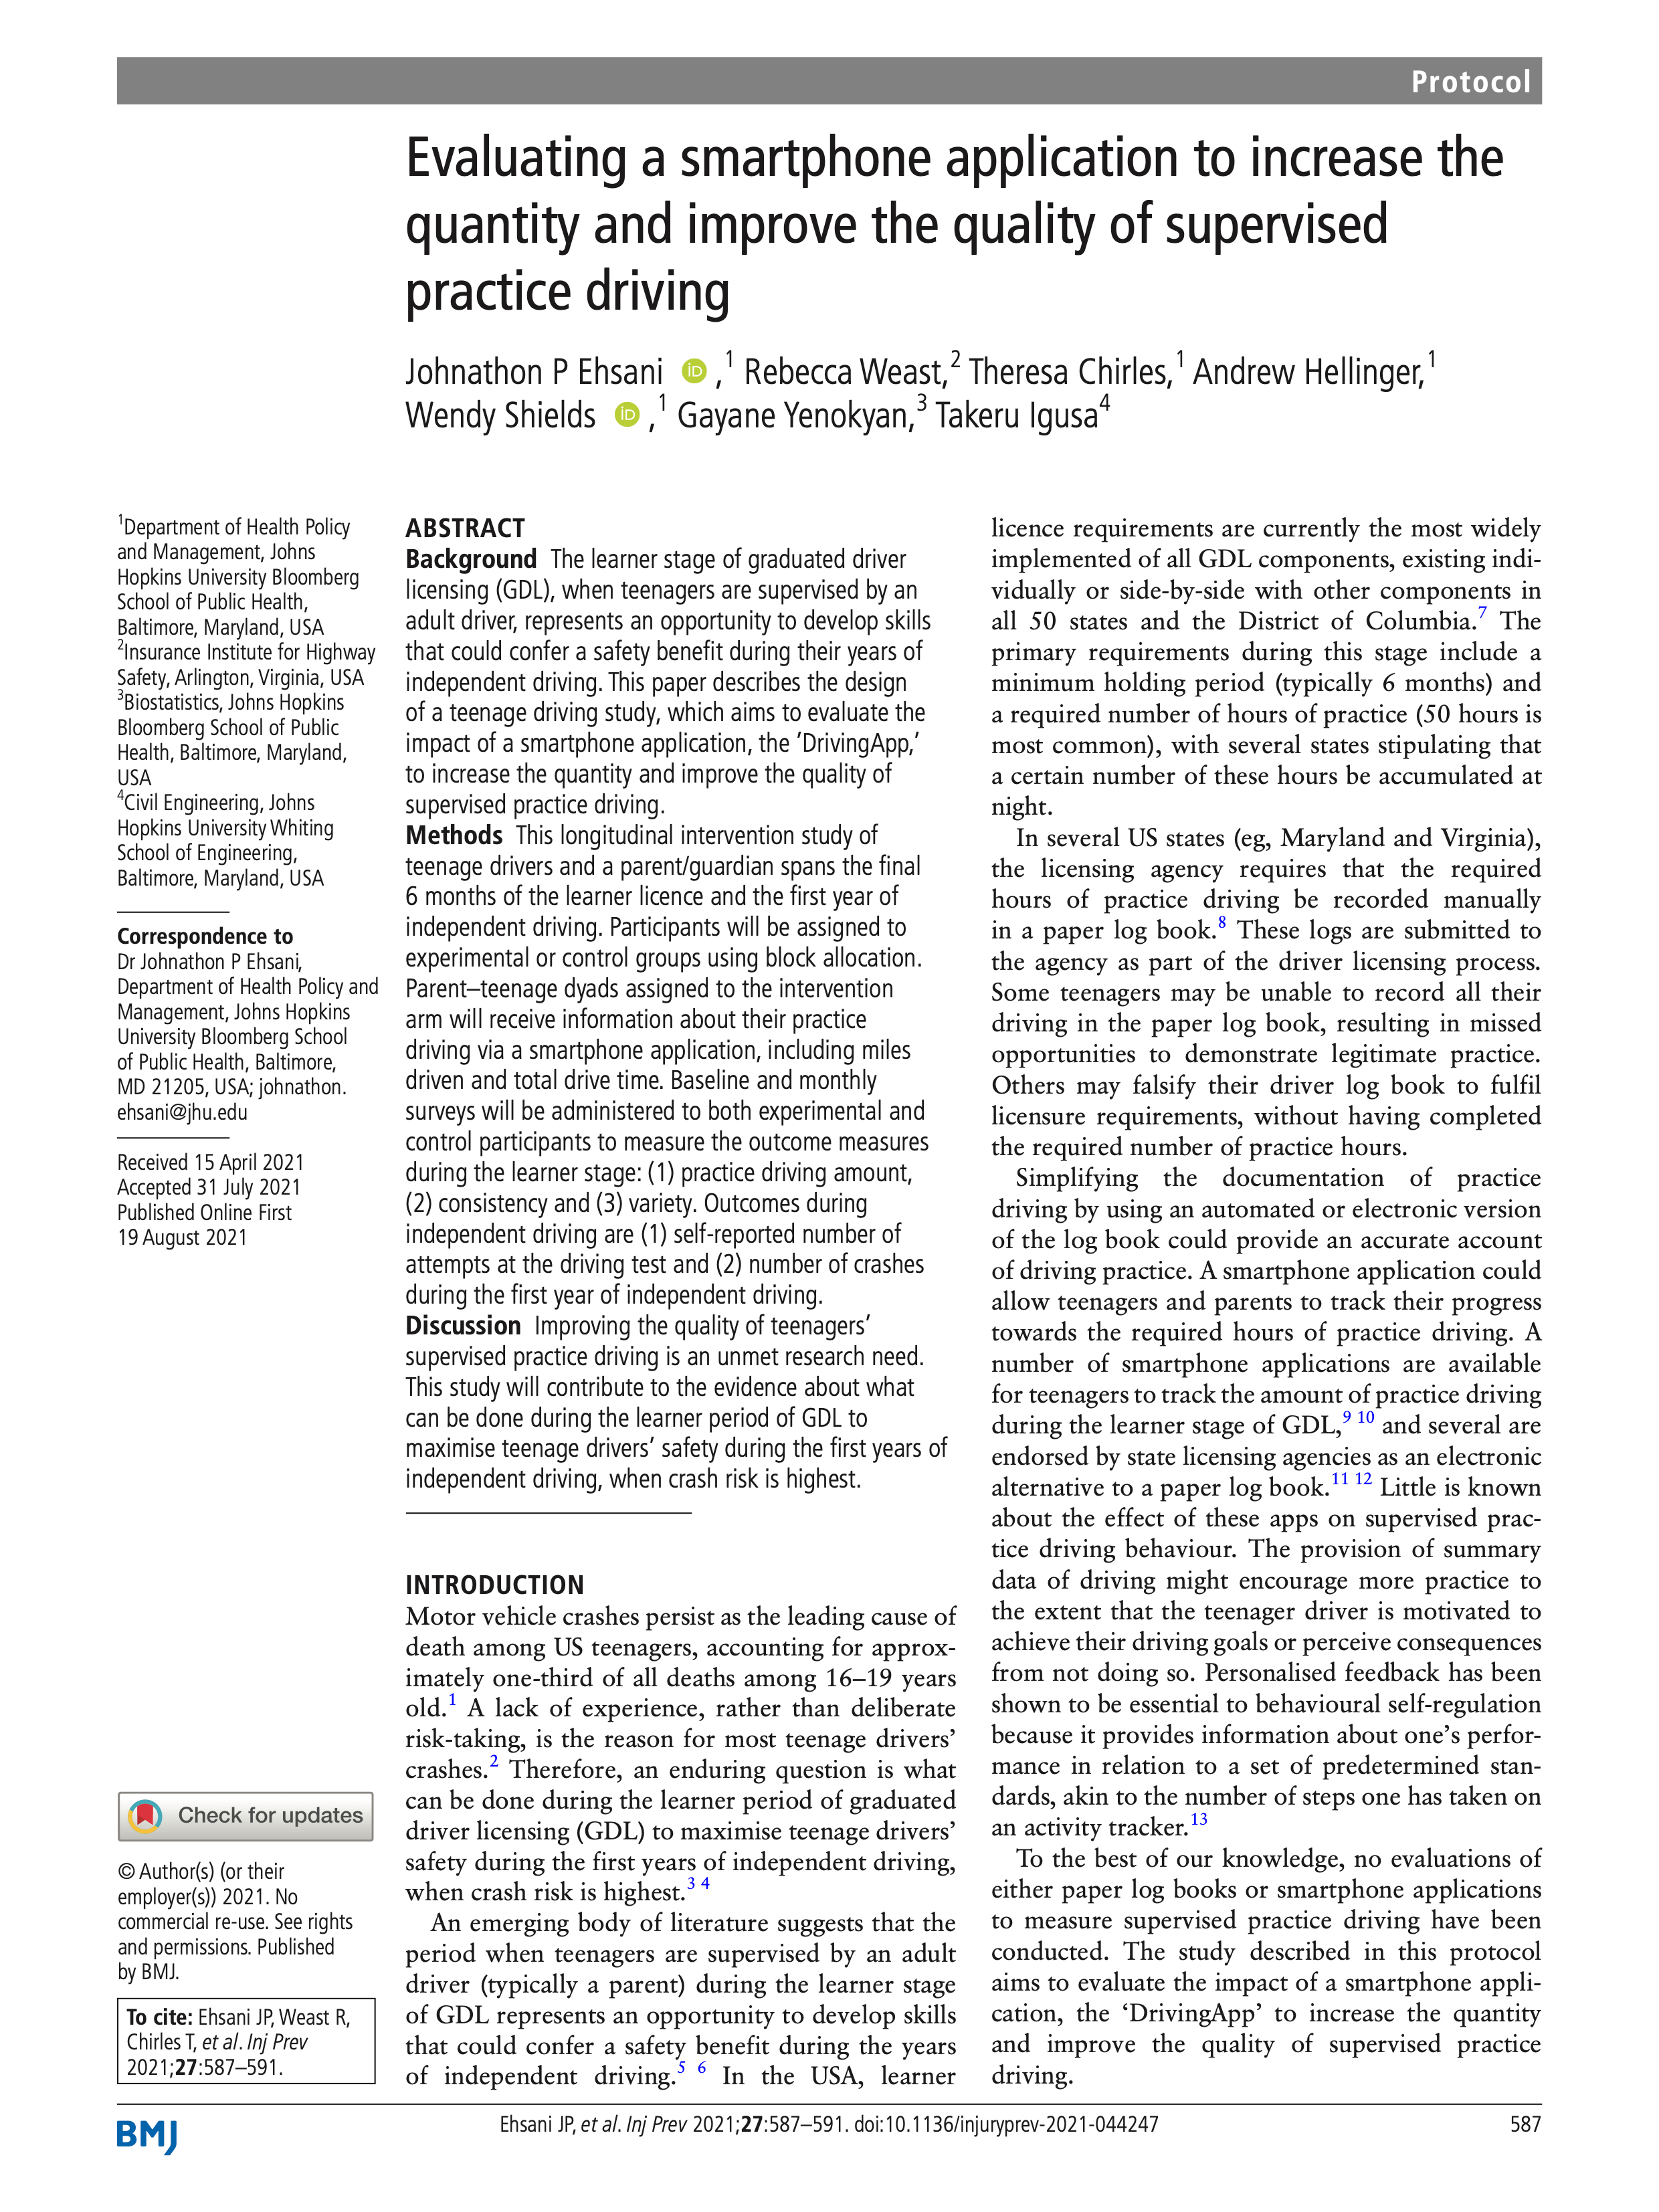 Protocol
Evaluating a smartphone application to increase the
quantity and improve the quality of supervised
practice driving
Johnathon P Ehsani iD ,1 Rebecca Weast,2 Theresa Chirles,1 Andrew Hellinger,1
Wendy Shields iD ,1 Gayane Yenokyan,3 Takeru Igusa4
1Department of Health Policy
and Management, Johns
Hopkins University Bloomberg
School of Public Health,
Baltimore, Maryland, USA
2Insurance Institute for Highway
Safety, Arlington, Virginia, USA
3Biostatistics, Johns Hopkins
Bloomberg School of Public
Health, Baltimore, Maryland,
USA
4Civil Engineering, Johns
Hopkins University Whiting
School of Engineering,
Baltimore, Maryland, USA
Correspondence to
Dr Johnathon P Ehsani,
Department of Health Policy and
Management, Johns Hopkins
University Bloomberg School
of Public Health, Baltimore,
MD 21205, USA; johnathon.
ehsani@jhu.edu
Received 15 April 2021
Accepted 31 July 2021
Published Online First
19 August 2021
Check for updates
© Author(s) (or their
employer(s)) 2021. No
commercial re-use. See rights
and permissions. Published
by BMJ.
To cite: Ehsani JP, Weast R,
Chirles T, et al. Inj Prev
2021;27:587–591.
ABSTRACT
Background The learner stage of graduated driver
licensing (GDL), when teenagers are supervised by an
adult driver, represents an opportunity to develop skills
that could confer a safety benefit during their years of
independent driving. This paper describes the design
of a teenage driving study, which aims to evaluate the
impact of a smartphone application, the ‘DrivingApp,’
to increase the quantity and improve the quality of
supervised practice driving.
Methods This longitudinal intervention study of
teenage drivers and a parent/guardian spans the final
6 months of the learner licence and the first year of
independent driving. Participants will be assigned to
experimental or control groups using block allocation.
Parent–teenage dyads assigned to the intervention
arm will receive information about their practice
driving via a smartphone application, including miles
driven and total drive time. Baseline and monthly
surveys will be administered to both experimental and
control participants to measure the outcome measures
during the learner stage: (1) practice driving amount,
(2) consistency and (3) variety. Outcomes during
independent driving are (1) self-reported number of
attempts at the driving test and (2) number of crashes
during the first year of independent driving.
Discussion Improving the quality of teenagers’
supervised practice driving is an unmet research need.
This study will contribute to the evidence about what
can be done during the learner period of GDL to
maximise teenage drivers’ safety during the first years of
independent driving, when crash risk is highest.
INTRODUCTION
Motor vehicle crashes persist as the leading cause of
death among US teenagers, accounting for approx-
imately one-third of all deaths among 16–19 years
old.1 A lack of experience, rather than deliberate
risk-taking, is the reason for most teenage drivers’
crashes.2 Therefore, an enduring question is what
can be done during the learner period of graduated
driver licensing (GDL) to maximise teenage drivers’
safety during the first years of independent driving,
when crash risk is highest.3 4
An emerging body of literature suggests that the
period when teenagers are supervised by an adult
driver (typically a parent) during the learner stage
of GDL represents an opportunity to develop skills
that could confer a safety benefit during the years
of independent driving.5 6 In the USA, learner
licence requirements are currently the most widely
implemented of all GDL components, existing indi-
vidually or side-by-side with other components in
all 50 states and the District of Columbia.7 The
primary requirements during this stage include a
minimum holding period (typically 6 months) and
a required number of hours of practice (50 hours is
most common), with several states stipulating that
a certain number of these hours be accumulated at
night.
In several US states (eg, Maryland and Virginia),
the licensing agency requires that the required
hours of practice driving be recorded manually
in a paper log book.8 These logs are submitted to
the agency as part of the driver licensing process.
Some teenagers may be unable to record all their
driving in the paper log book, resulting in missed
opportunities to demonstrate legitimate practice.
Others may falsify their driver log book to fulfil
licensure requirements, without having completed
the required number of practice hours.
Simplifying the documentation of practice
driving by using an automated or electronic version
of the log book could provide an accurate account
of driving practice. A smartphone application could
allow teenagers and parents to track their progress
towards the required hours of practice driving. A
number of smartphone applications are available
for teenagers to track the amount of practice driving
during the learner stage of GDL,9 10 and several are
endorsed by state licensing agencies as an electronic
alternative to a paper log book.11 12 Little is known
about the effect of these apps on supervised prac-
tice driving behaviour. The provision of summary
data of driving might encourage more practice to
the extent that the teenager driver is motivated to
achieve their driving goals or perceive consequences
from not doing so. Personalised feedback has been
shown to be essential to behavioural self-regulation
because it provides information about one’s perfor-
mance in relation to a set of predetermined stan-
dards, akin to the number of steps one has taken on
an activity tracker.13
To the best of our knowledge, no evaluations of
either paper log books or smartphone applications
to measure supervised practice driving have been
conducted. The study described in this protocol
aims to evaluate the impact of a smartphone appli-
cation, the ‘DrivingApp’ to increase the quantity
and improve the quality of supervised practice
driving.
BMJ
Ehsani JP, et al. Inj Prev 2021;27:587–591. doi:10.1136/injuryprev-2021-044247
587